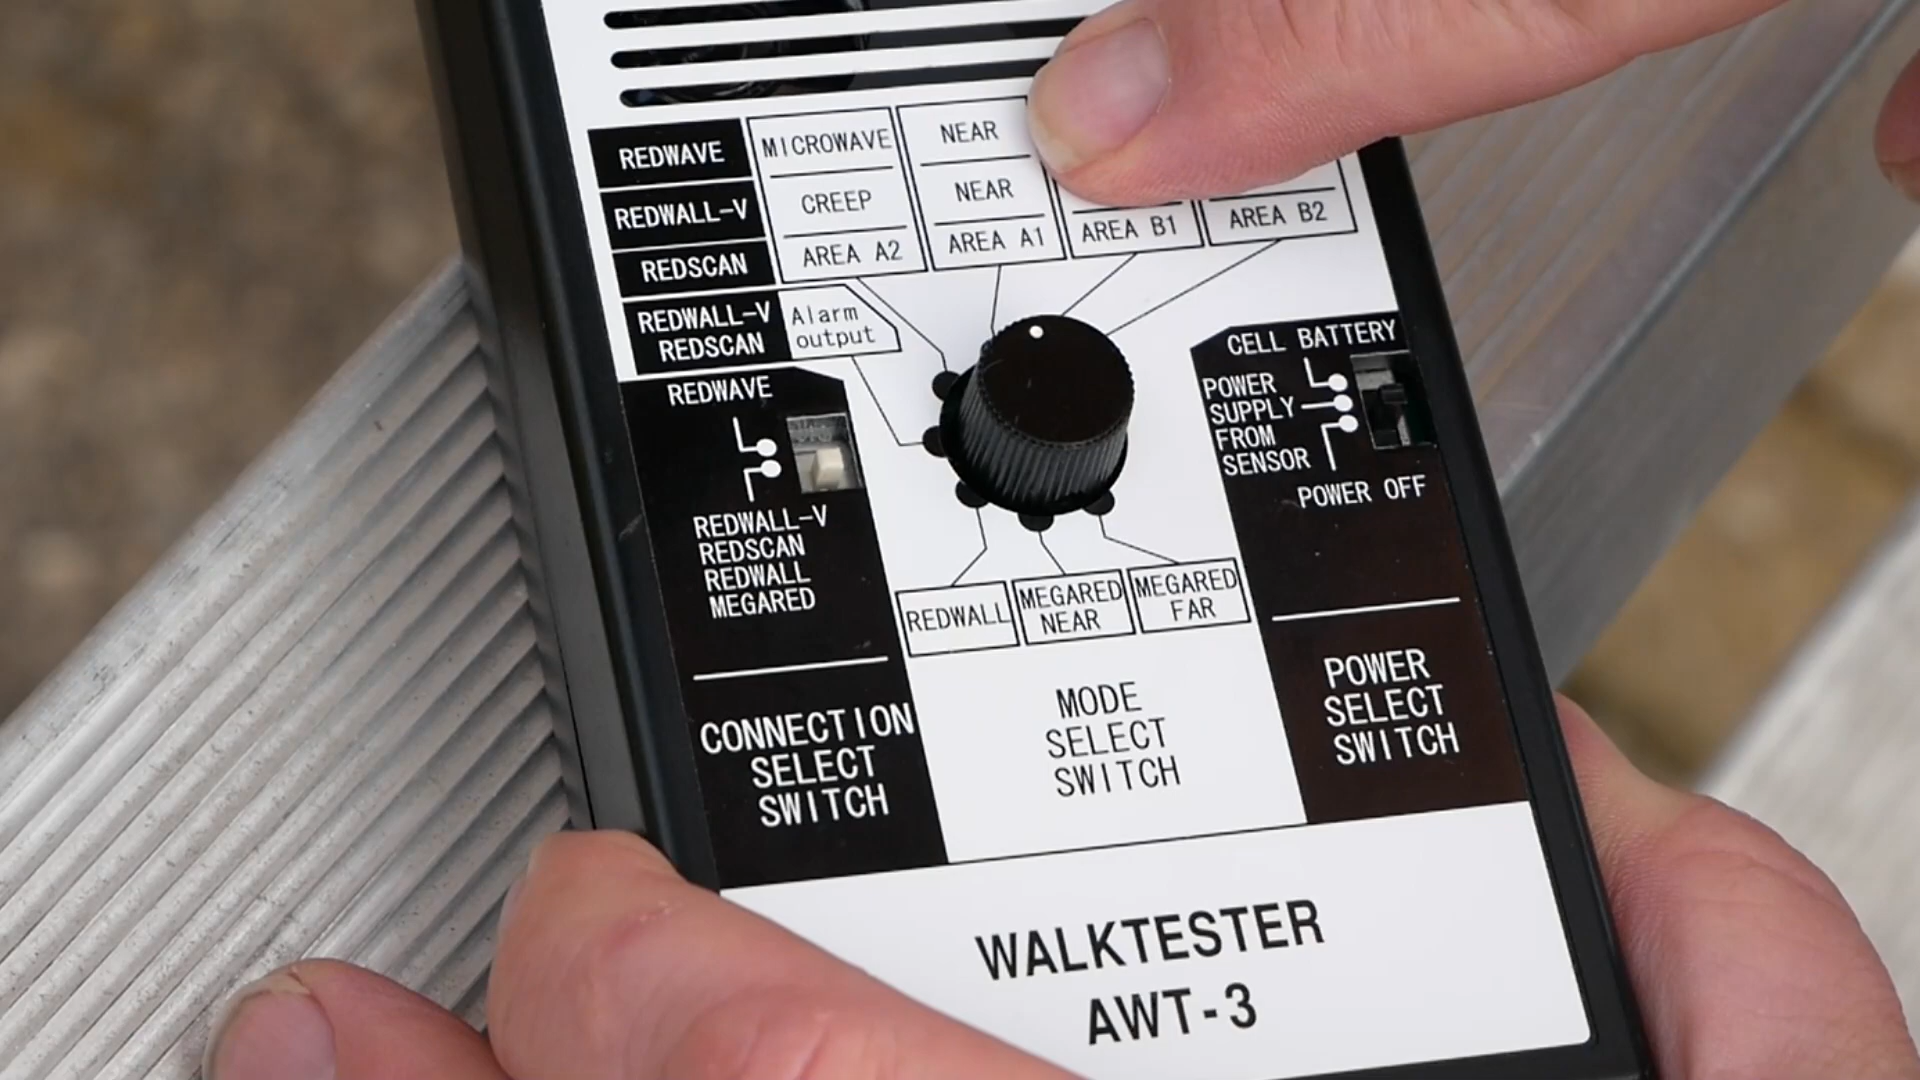 REDWAVE MICROWAVE NEAR
REDWALL-V CREEP NEAR
REDSCAN AREA A2 AREA A1 AREA B1 AREA B2
REDWALL-V
REDSCAN
Alarm
output
REDWAVE
REDWALL-V
REDSCAN
REDWALL
MEGARED
CONNECTION
SELECT
SWITCH
REDWALL
MEGARED
NEAR
MEGARED
FAR
MODE
SELECT
SWITCH
CELL BATTERY
POWER
SUPPLY
FROM
SENSOR
POWER OFF
POWER
SELECT
SWITCH
WALKTESTER
AWT-3